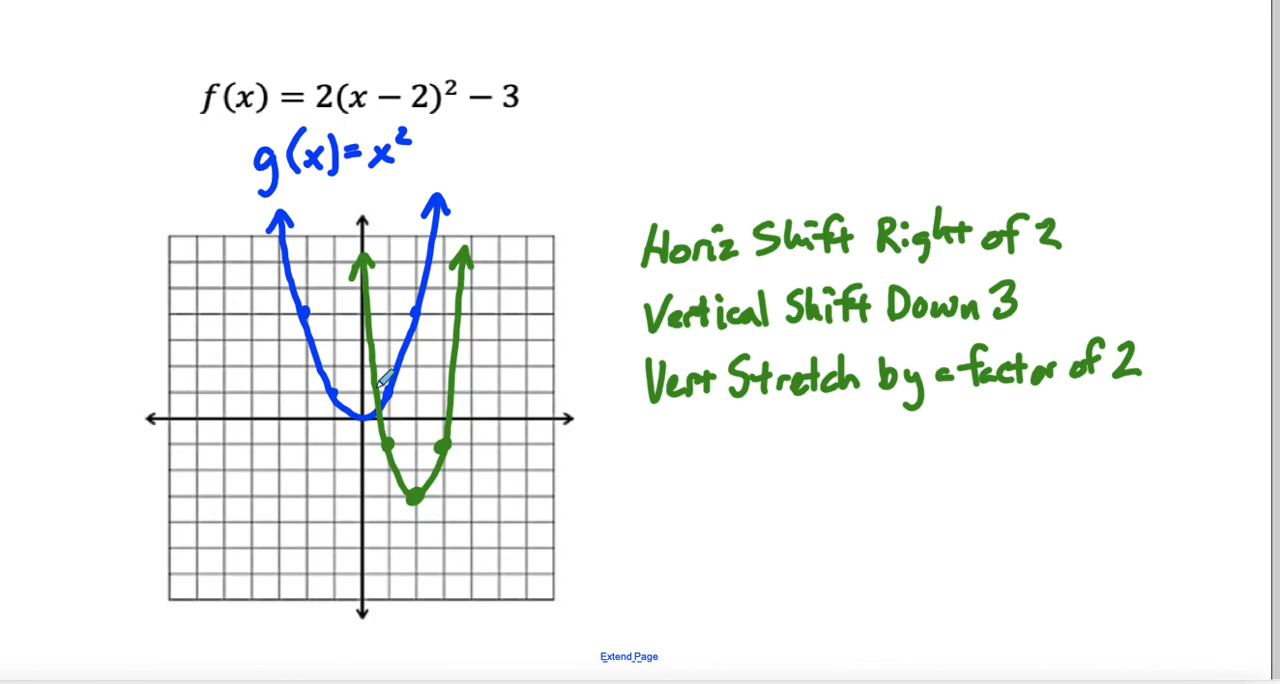 f(x) = 2(x − 2)² − 3
g(x) = x²
Horiz Shift Right of 2
Vertical Shift Down 3
Vert Stretch by a factor of 2
Extend Page